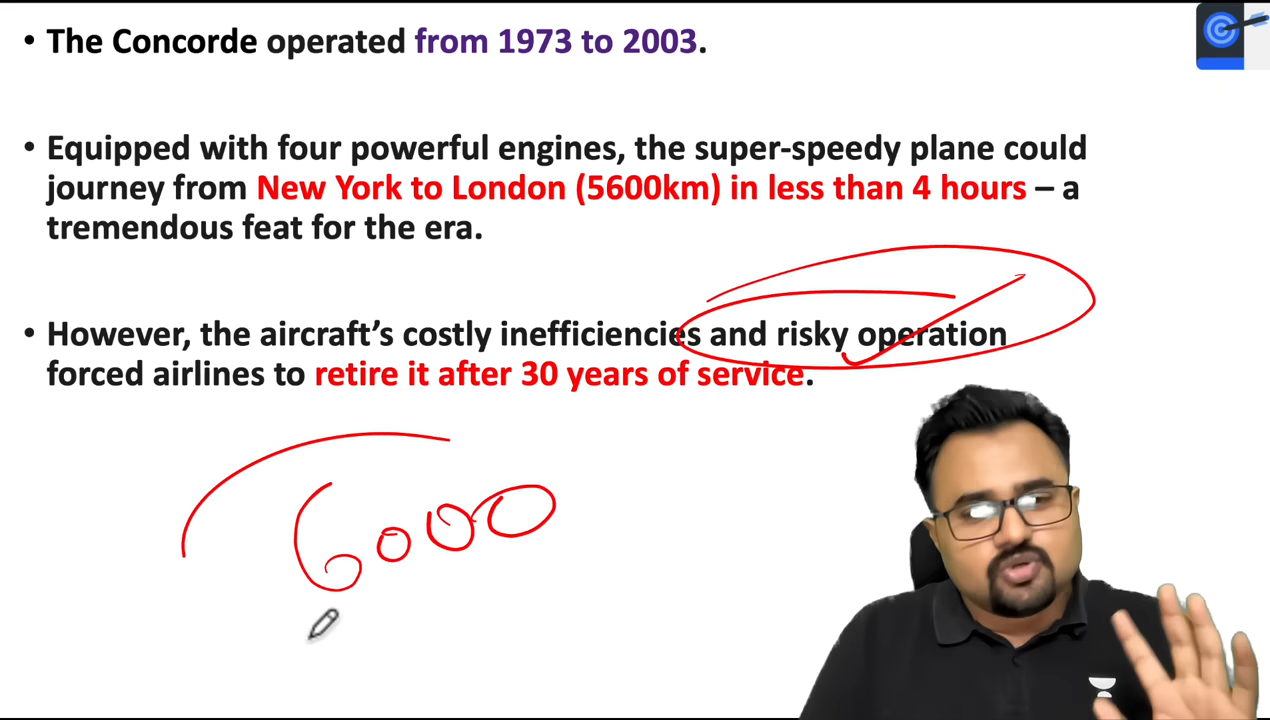 • The Concorde operated from 1973 to 2003.
• Equipped with four powerful engines, the super-speedy plane could
journey from New York to London (5600km) in less than 4 hours – a
tremendous feat for the era.
• However, the aircraft’s costly inefficiencies and risky operation
forced airlines to retire it after 30 years of service.
6000